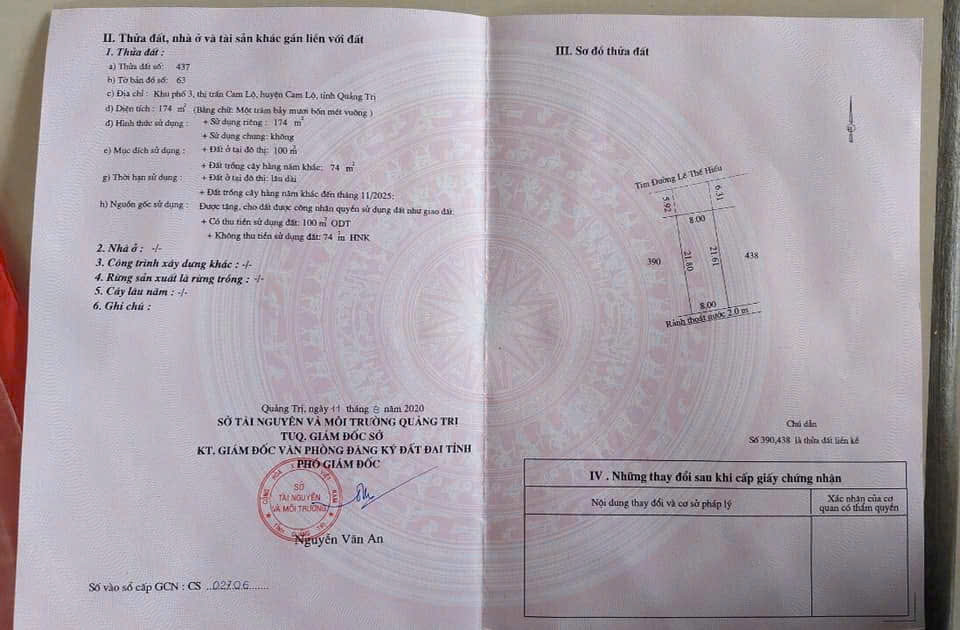 II. Thửa đất, nhà ở và tài sản khác gắn liền với đất
1. Thửa đất :
a) Thửa đất số: 437
b) Tờ bản đồ số: 63
c) Địa chỉ : Khu phố 3, thị trấn Cam Lộ, huyện Cam Lộ, tỉnh Quảng Trị
d) Diện tích : 174 m² (Bằng chữ: Một trăm bảy mươi bốn mét vuông )
đ) Hình thức sử dụng : + Sử dụng riêng : 174 m²
+ Sử dụng chung: không
e) Mục đích sử dụng : + Đất ở tại đô thị: 100 m²
+ Đất trồng cây hàng năm khác: 74 m²
g) Thời hạn sử dụng : + Đất ở tại đô thị: lâu dài
+ Đất trồng cây hàng năm khác đến tháng 11/2025;
h) Nguồn gốc sử dụng : Được tặng, cho đất được công nhận quyền sử dụng đất như giao đất
+ Có thu tiền sử dụng đất: 100 m² ODT
+ Không thu tiền sử dụng đất: 74 m² HNK
2. Nhà ở : -/-
3. Công trình xây dựng khác : -/-
4. Rừng sản xuất là rừng trồng : -/-
5. Cây lâu năm : -/-
6. Ghi chú :
Quảng Trị, ngày 11 tháng 8 năm 2020
SỞ TÀI NGUYÊN VÀ MÔI TRƯỜNG QUẢNG TRỊ
TUQ. GIÁM ĐỐC SỞ
KT. GIÁM ĐỐC VĂN PHÒNG ĐĂNG KÝ ĐẤT ĐAI TỈNH
PHÓ GIÁM ĐỐC
SỞ
TÀI NGUYÊN
VÀ MÔI TRƯỜNG
Nguyễn Văn An
Số vào sổ cấp GCN : CS ..02706.......
III. Sơ đồ thửa đất
Tim Đường Lê Thế Hiếu
5.92
6.31
8.00
390
21.80
21.61
438
8.00
Rãnh thoát nước 2.0 m
Chú dẫn
Số 390,438 là thửa đất liền kề
IV . Những thay đổi sau khi cấp giấy chứng nhận
Nội dung thay đổi và cơ sở pháp lý
Xác nhận của cơ
quan có thẩm quyền